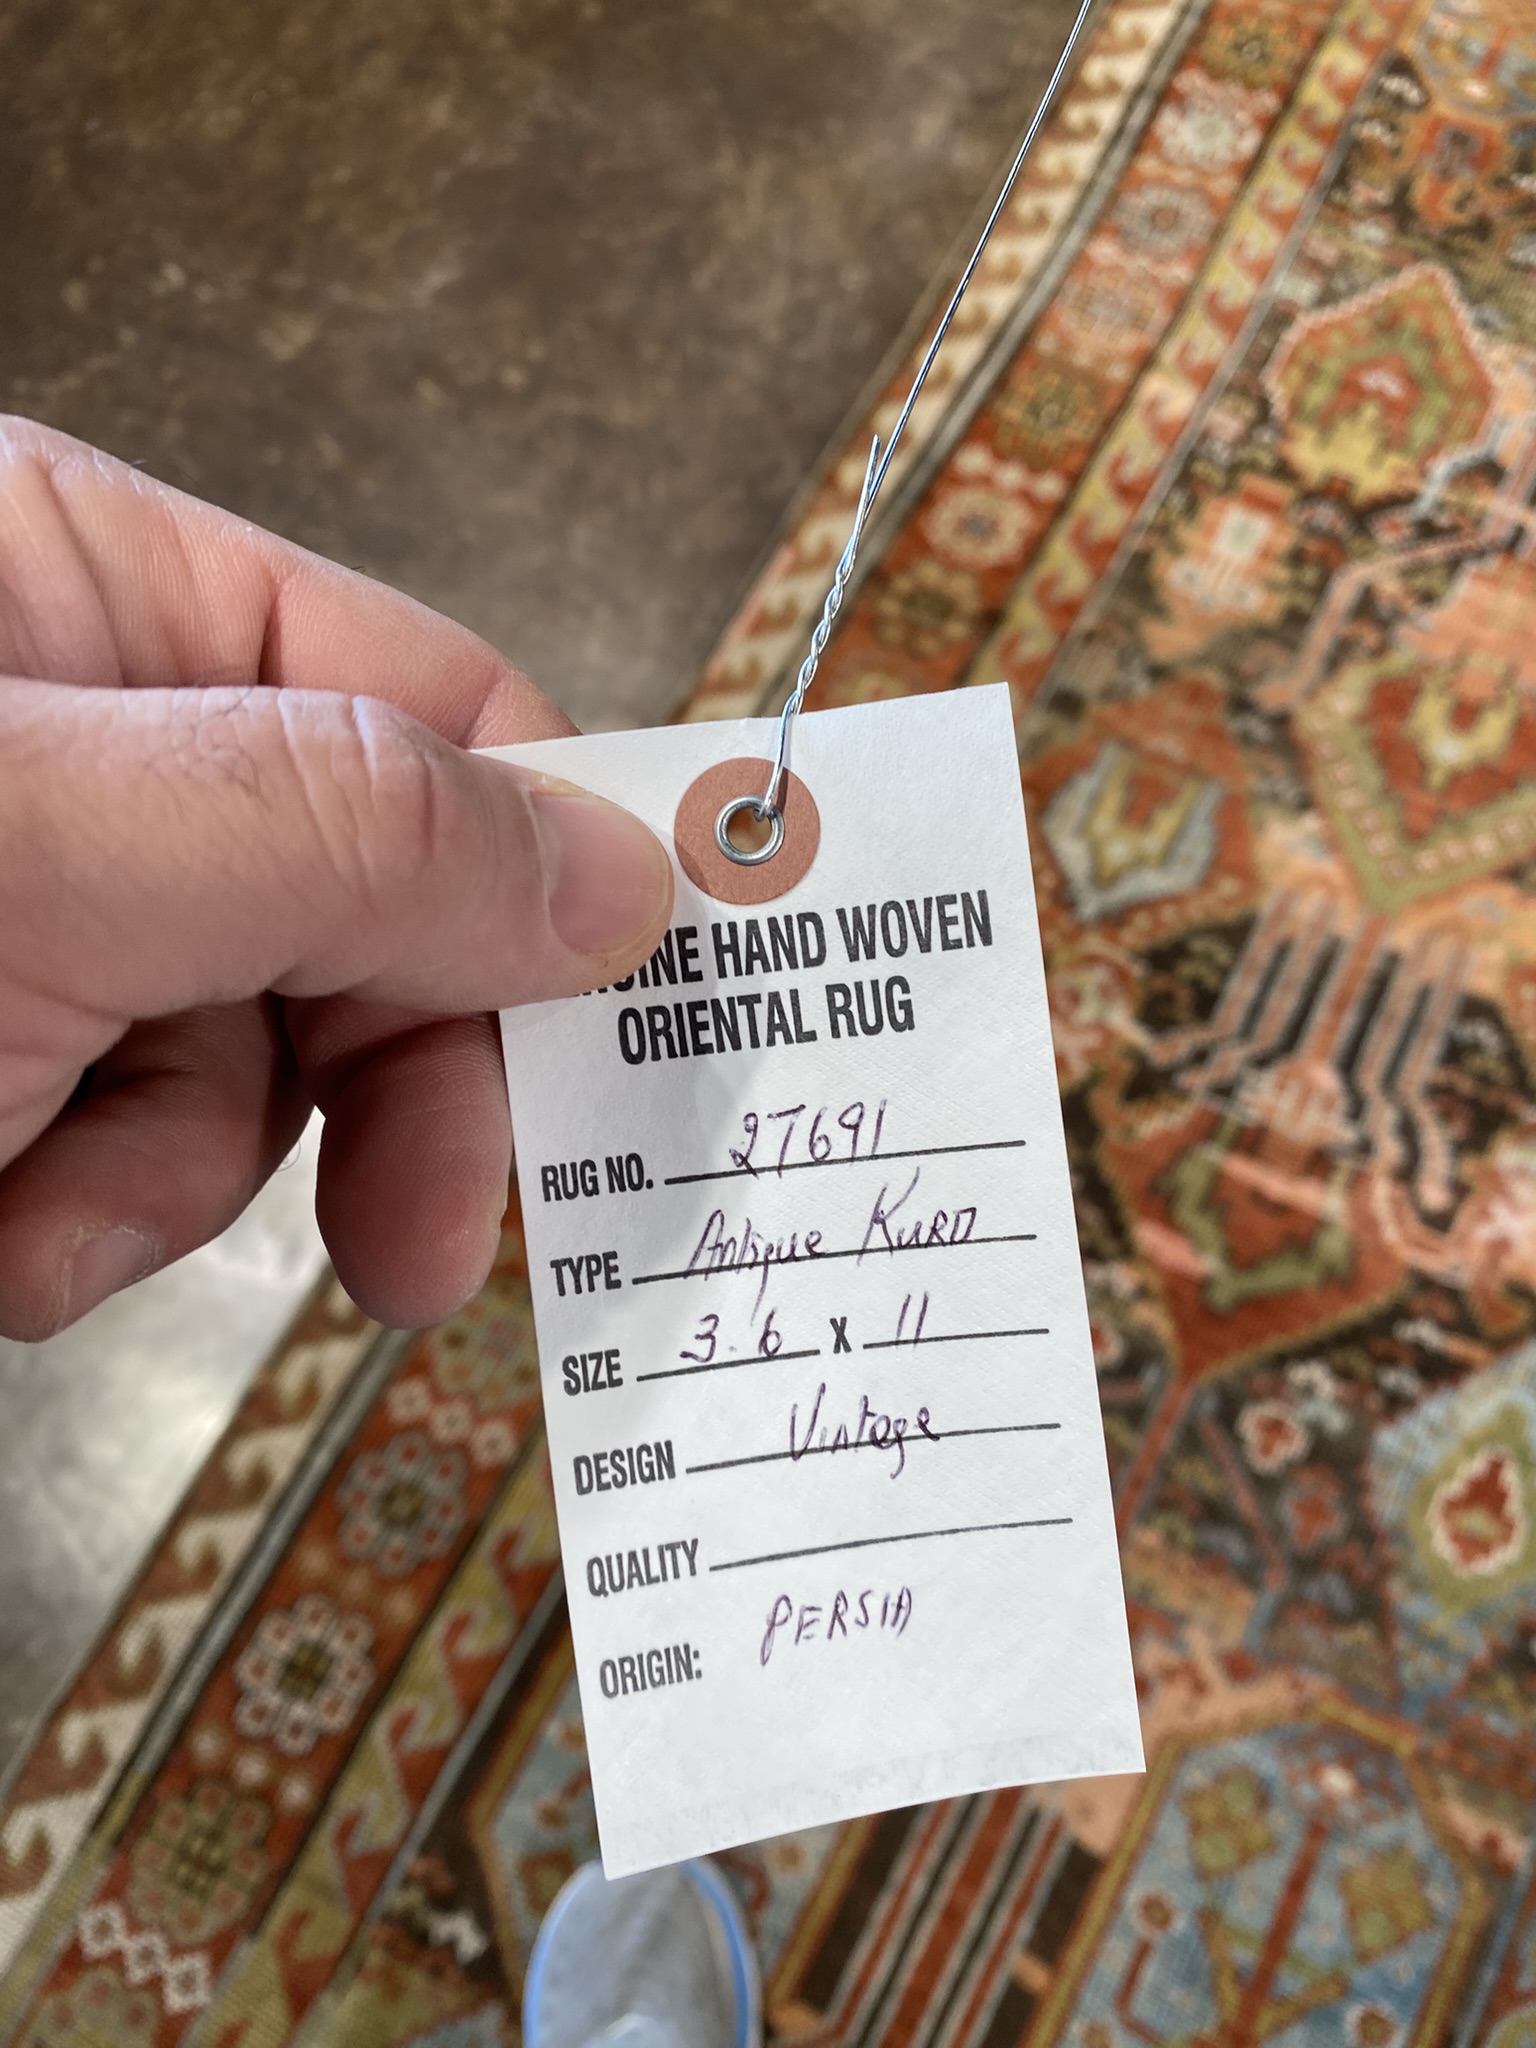 HAND WOVEN
ORIENTAL RUG
RUG NO. 27691
TYPE Antique KURD
SIZE 3.6 X 11
DESIGN Vintage
QUALITY
ORIGIN: PERSIA